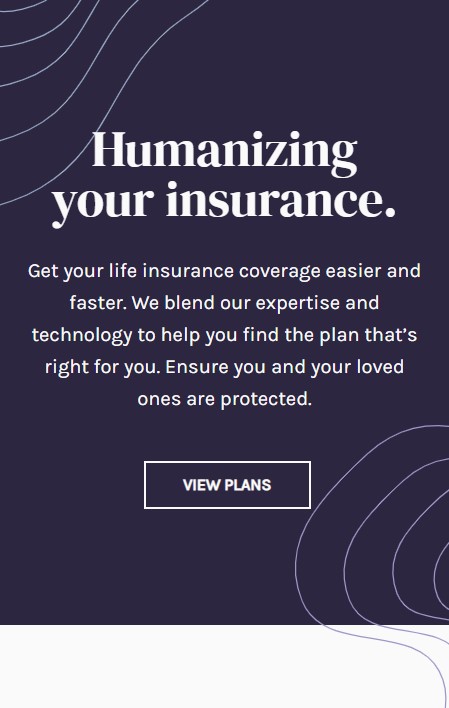 Humanizing
your insurance.
Get your life insurance coverage easier and
faster. We blend our expertise and
technology to help you find the plan that’s
right for you. Ensure you and your loved
ones are protected.
VIEW PLANS